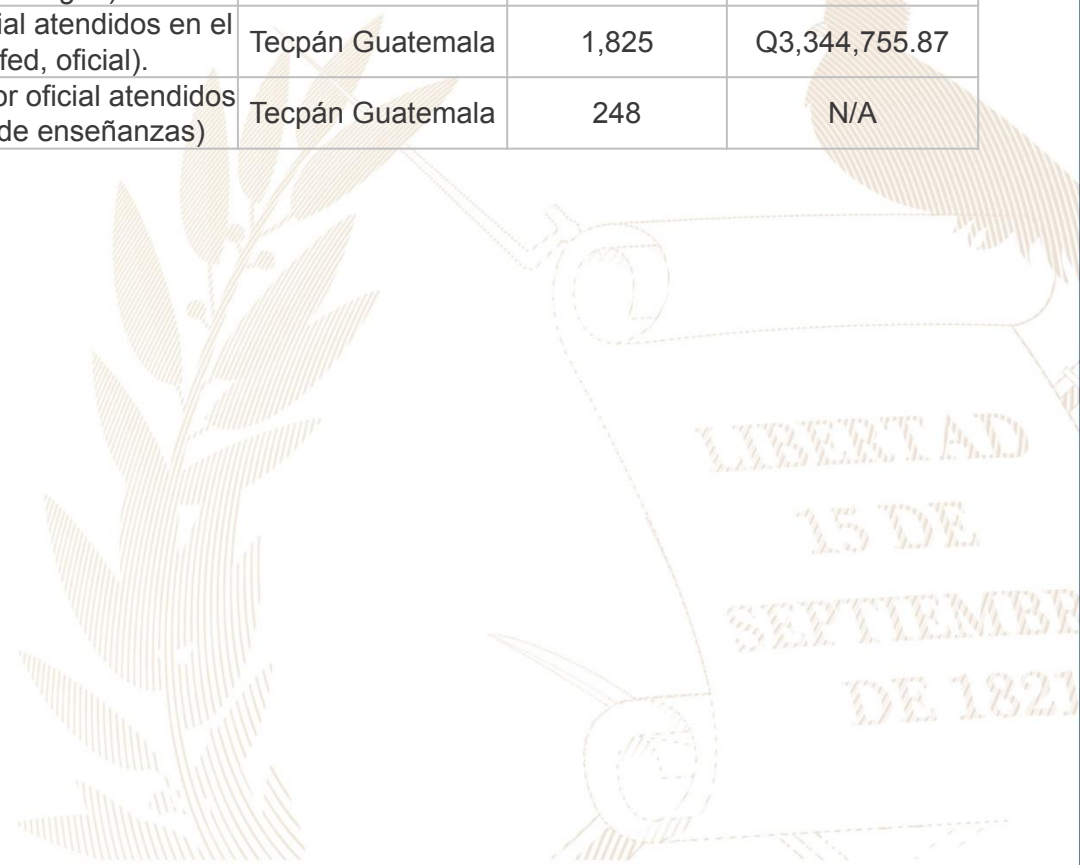 ial atendidos en el
fed, oficial).
Tecpán Guatemala 1,825 Q3,344,755.87
or oficial atendidos
de enseñanzas)
Tecpán Guatemala 248 N/A
LIBERTAD
15 DE
SEPTIEMBRE
DE 1821